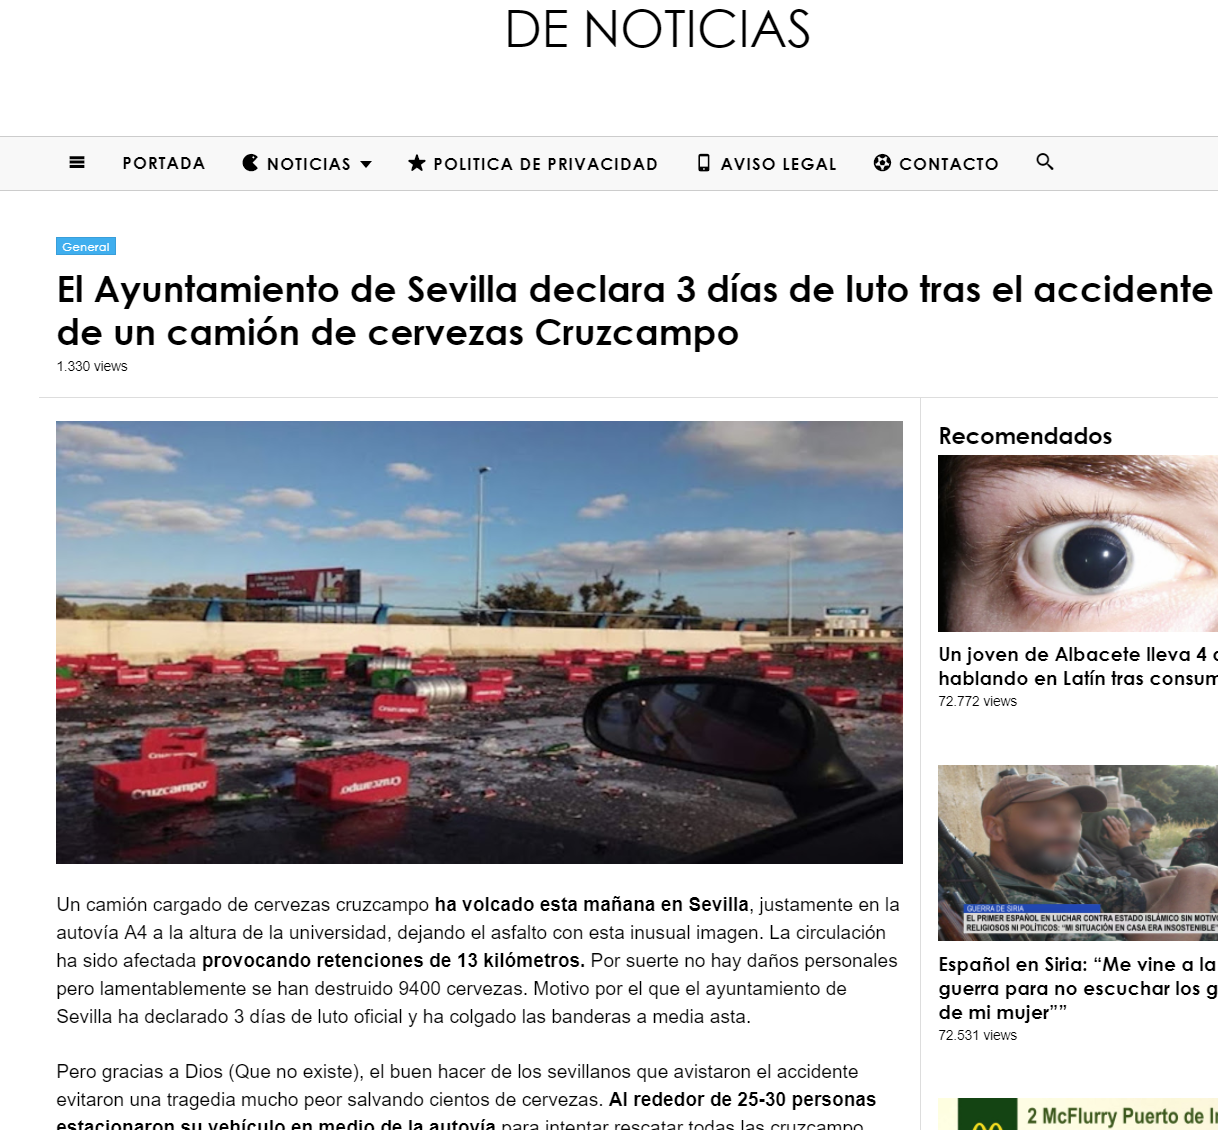 DE NOTICIAS
PORTADA NOTICIAS POLITICA DE PRIVACIDAD AVISO LEGAL CONTACTO
General
El Ayuntamiento de Sevilla declara 3 días de luto tras el accidente
de un camión de cervezas Cruzcampo
1.330 views
HOTEL
Cruzcampo
Cruzcampo
Un camión cargado de cervezas cruzcampo ha volcado esta mañana en Sevilla, justamente en la
autovía A4 a la altura de la universidad, dejando el asfalto con esta inusual imagen. La circulación
ha sido afectada provocando retenciones de 13 kilómetros. Por suerte no hay daños personales
pero lamentablemente se han destruido 9400 cervezas. Motivo por el que el ayuntamiento de
Sevilla ha declarado 3 días de luto oficial y ha colgado las banderas a media asta.
Pero gracias a Dios (Que no existe), el buen hacer de los sevillanos que avistaron el accidente
evitaron una tragedia mucho peor salvando cientos de cervezas. Al rededor de 25-30 personas
estacionaron su vehículo en medio de la autovía para intentar rescatar todas las cruzcampo
Recomendados
Un joven de Albacete lleva 4
hablando en Latín tras consum
72.772 views
GUERRA DE SIRIA
EL PRIMER ESPAÑOL EN LUCHAR CONTRA ESTADO ISLÁMICO SIN MOTIVO
RELIGIOSOS NI POLÍTICOS: “MI SITUACIÓN EN CASA ERA INSOSTENIBLE”
Español en Siria: “Me vine a la
guerra para no escuchar los g
de mi mujer””
72.531 views
2 McFlurry Puerto de I